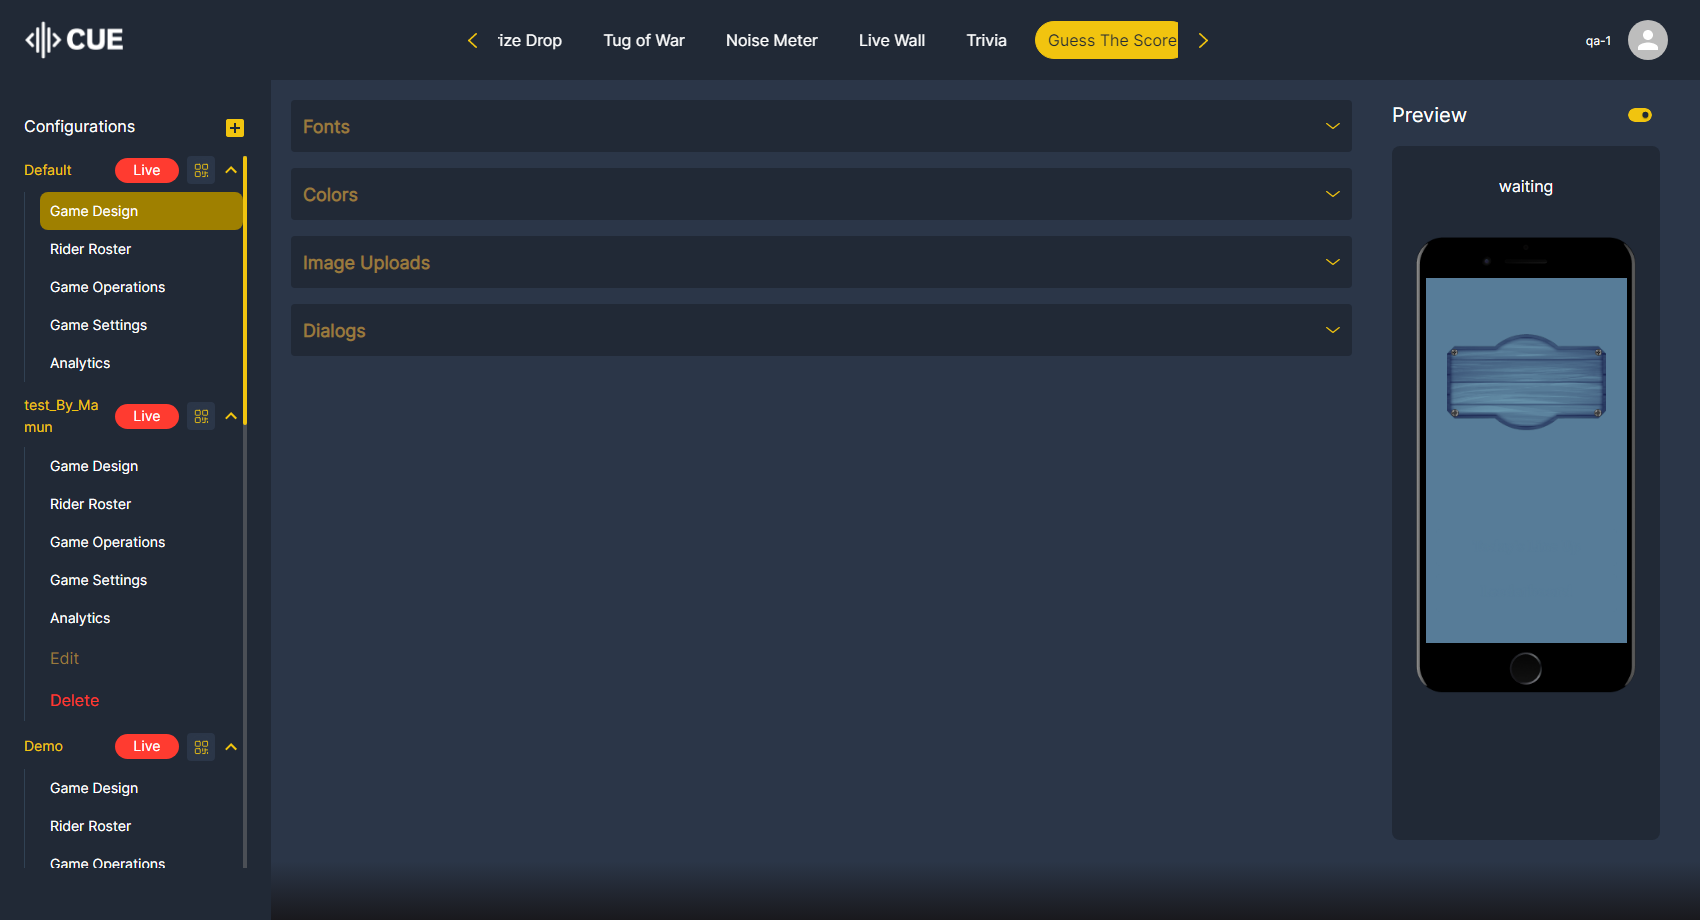 CUE
ize Drop
Tug of War
Noise Meter
Live Wall
Trivia
Guess The Score
qa-1
Configurations
Default
Live
Game Design
Rider Roster
Game Operations
Game Settings
Analytics
test_By_Ma
mun
Live
Game Design
Rider Roster
Game Operations
Game Settings
Analytics
Edit
Delete
Demo
Live
Game Design
Rider Roster
Game Operations
Fonts
Colors
Image Uploads
Dialogs
Preview
waiting